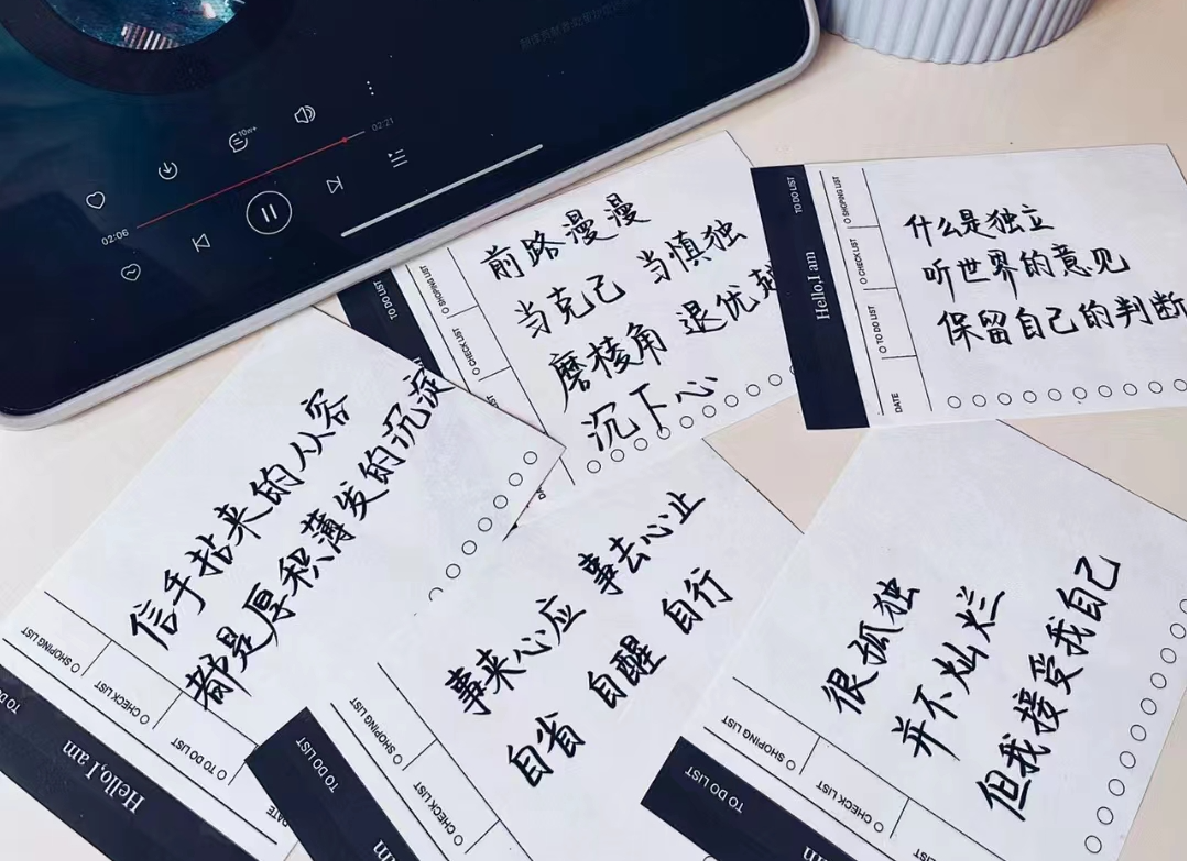 10w+
02:06
02:21
前路漫漫
当克己 当慎独
磨棱角 退优越
沉下心
TO DO LIST
SHOPING LIST
CHECK LIST
什么是独立
听世界的意见
保留自己的判断
Hello,I am
TO DO LIST
SHOPING LIST
CHECK LIST
TO DO LIST
DATE
信手拈来的从容
都是厚积薄发的沉淀
SHOPING LIST
CHECK LIST
TO DO LIST
DATE
TO DO LIST
Hello,I am
事来心应 事去心止
自省 自醒 自行
SHOPING LIST
CHECK LIST
TO DO LIST
am
很孤独
并不灿烂
但我接受我自己
SHOPING LIST
CHECK LIST
TO DO LIST
Hello,I am